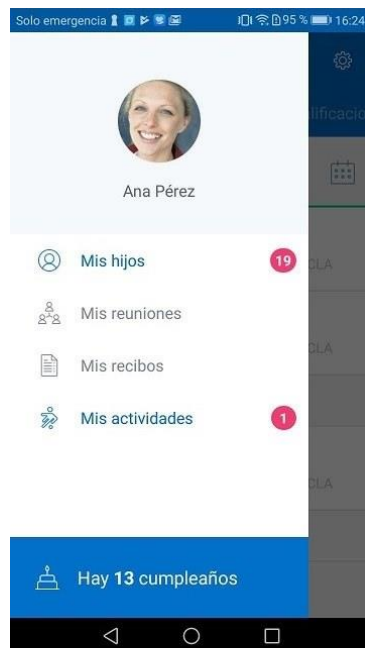 Solo emergencia 95 % 16:24
lificacio
Ana Pérez
Mis hijos 19
CLA
Mis reuniones
CLA
Mis recibos
Mis actividades 1
CLA
Hay 13 cumpleaños